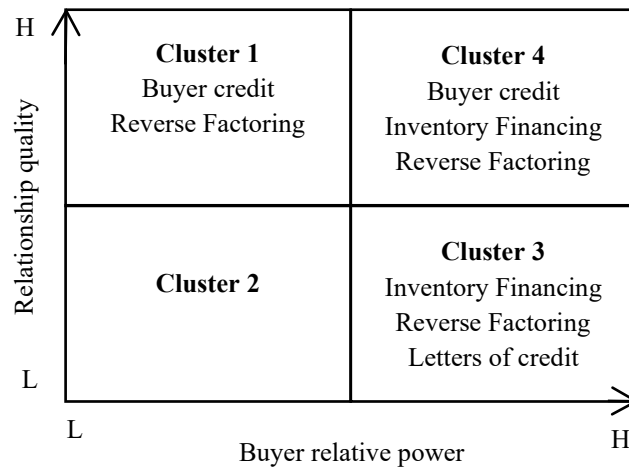 H
Relationship quality
L
Cluster 1
Buyer credit
Reverse Factoring
Cluster 4
Buyer credit
Inventory Financing
Reverse Factoring
Cluster 2
Cluster 3
Inventory Financing
Reverse Factoring
Letters of credit
L
Buyer relative power
H